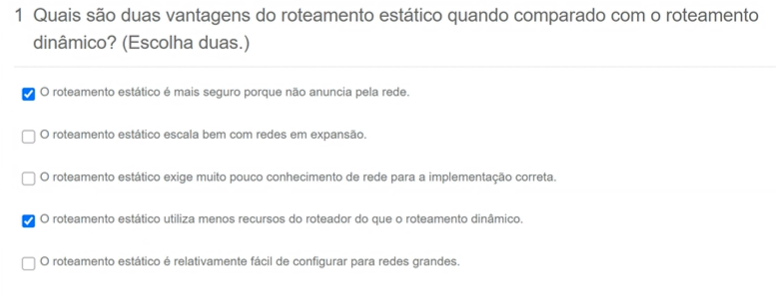 1 Quais são duas vantagens do roteamento estático quando comparado com o roteamento
dinâmico? (Escolha duas.)
O roteamento estático é mais seguro porque não anuncia pela rede.
O roteamento estático escala bem com redes em expansão.
O roteamento estático exige muito pouco conhecimento de rede para a implementação correta.
O roteamento estático utiliza menos recursos do roteador do que o roteamento dinâmico.
O roteamento estático é relativamente fácil de configurar para redes grandes.